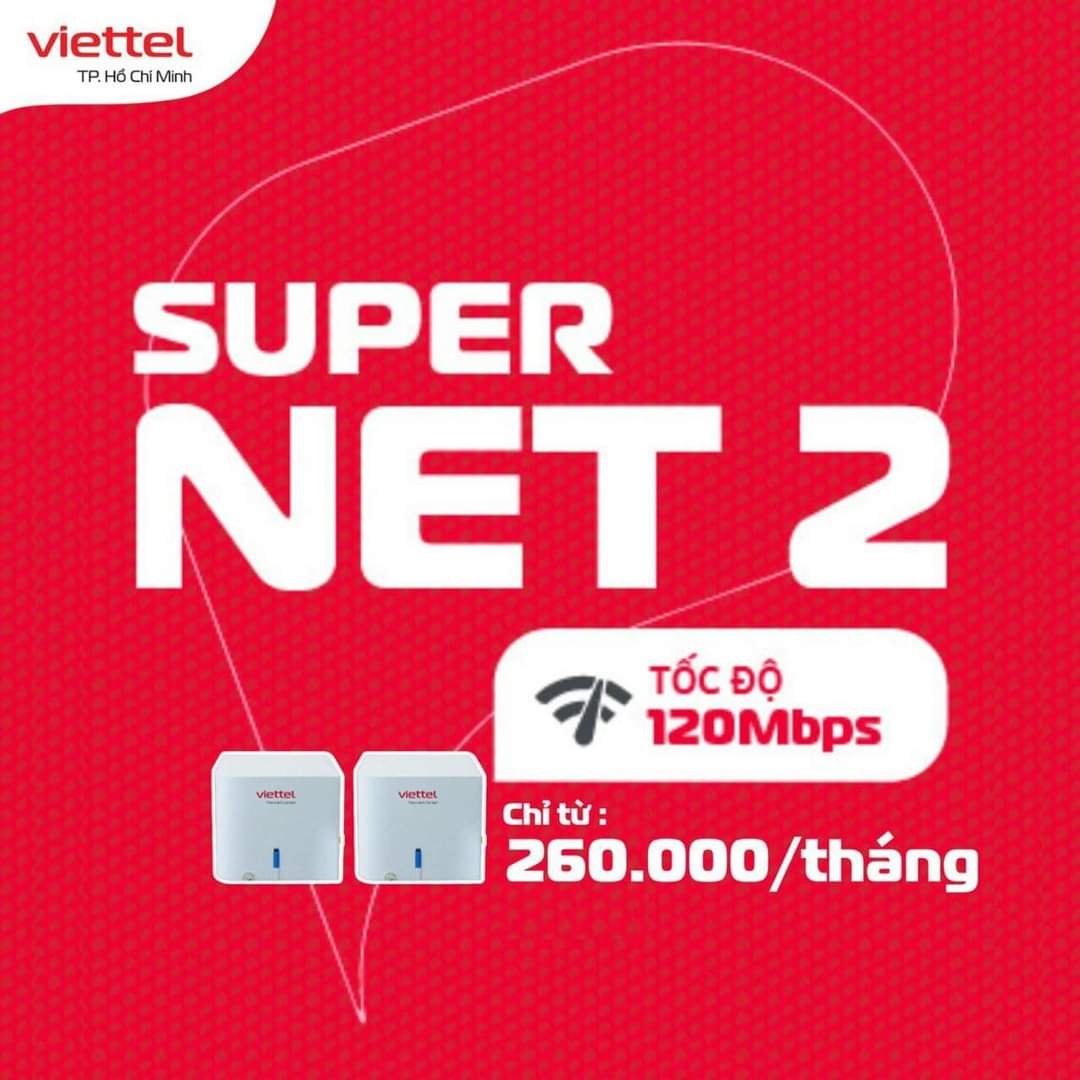 viettel
TP. Hồ Chí Minh
SUPER
NET 2
TỐC ĐỘ
120Mbps
viettel
viettel
Chỉ từ :
260.000/tháng